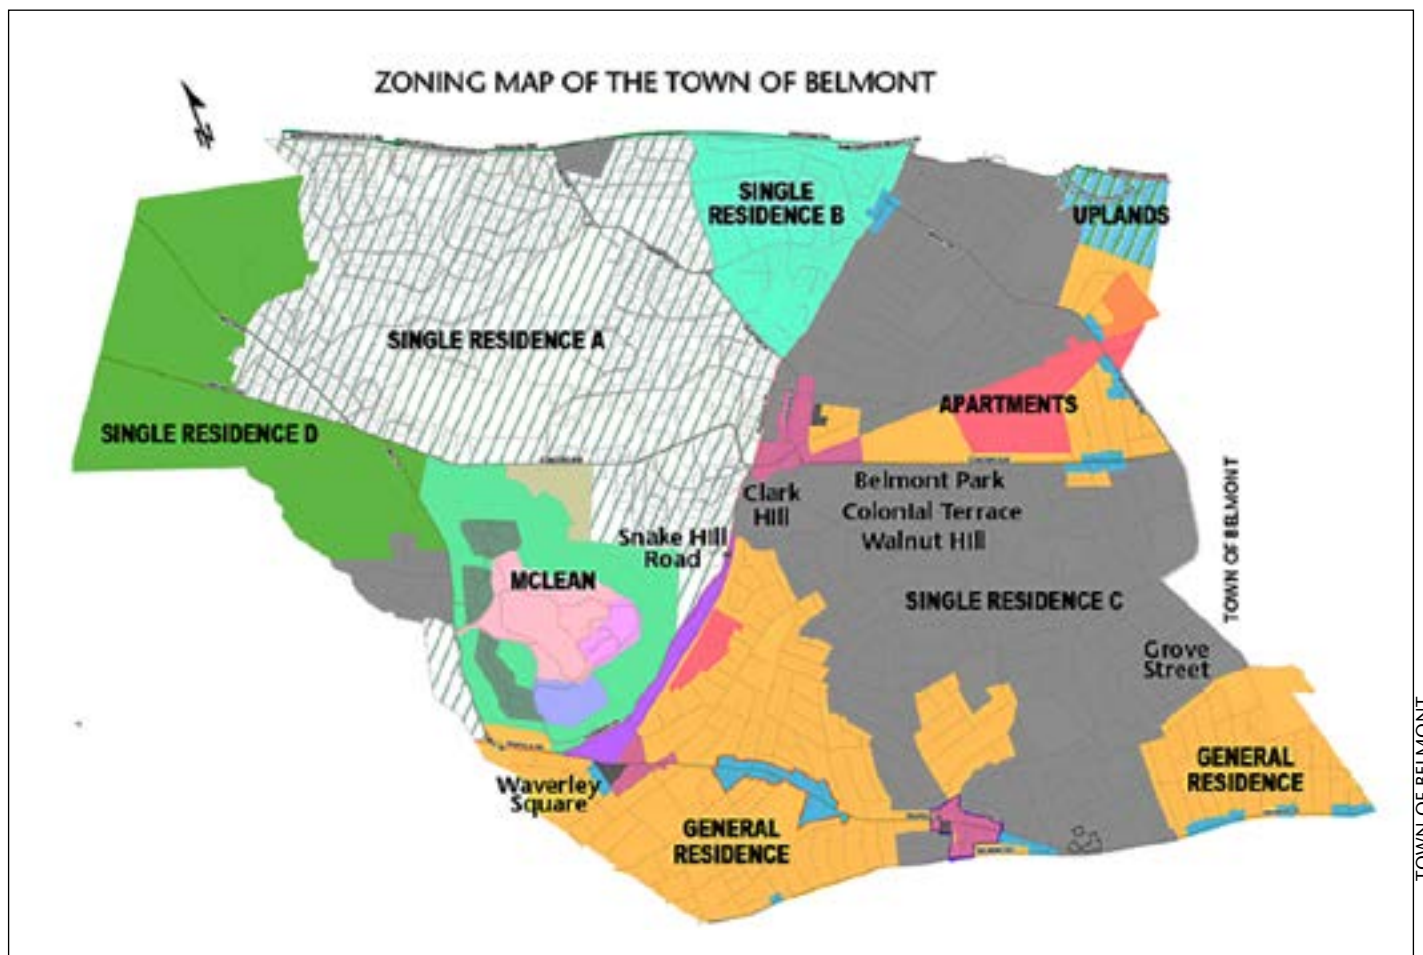 ZONING MAP OF THE TOWN OF BELMONT
N
SINGLE
RESIDENCE B
UPLANDS
SINGLE RESIDENCE A
APARTMENTS
SINGLE RESIDENCE D
Clark
Hill
Belmont Park
Colonial Terrace
Walnut Hill
Snake Hill
Road
MCLEAN
SINGLE RESIDENCE C
TOWN OF BELMONT
Grove
Street
Waverley
Square
GENERAL
RESIDENCE
GENERAL
RESIDENCE
TOWN OF BELMONT